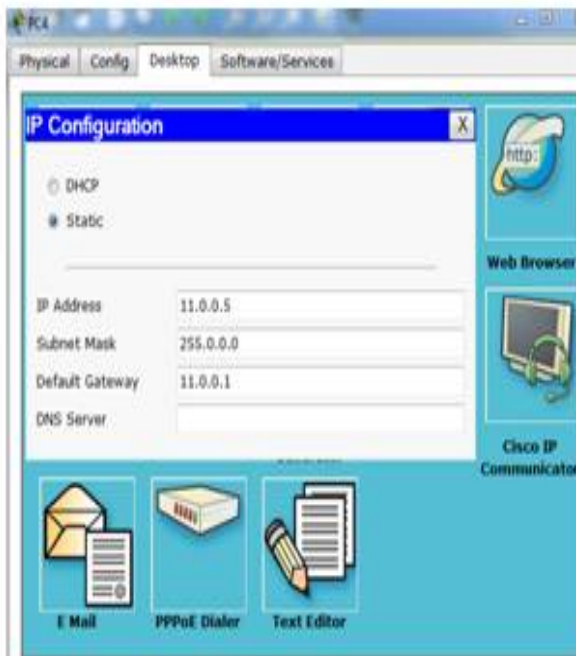 PC4
Physical Config Desktop Software/Services
IP Configuration X
DHCP
Static
http:
Web Browser
IP Address 11.0.0.5
Subnet Mask 255.0.0.0
Default Gateway 11.0.0.1
DNS Server
Cisco IP
Communicator
E Mail PPPoE Dialer Text Editor